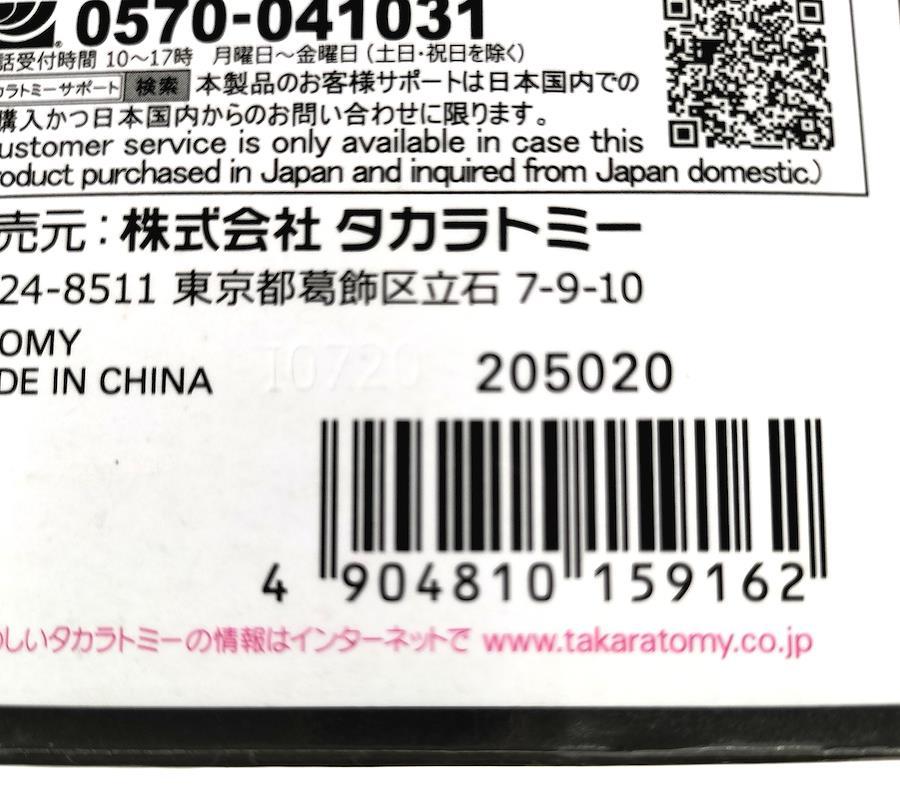 0570-041031
話受付時間 10～17時 月曜日～金曜日（土日・祝日を除く）
カラトミーサポート 検索 本製品のお客様サポートは日本国内での
購入かつ日本国内からのお問い合わせに限ります。
ustomer service is only available in case this
roduct purchased in Japan and inquired from Japan domestic.)
売元：株式会社 タカラトミー
24-8511 東京都葛飾区立石 7-9-10
OMY
DE IN CHINA I0720 205020
4 904810 159162
のしいタカラトミーの情報はインターネットで www.takaratomy.co.jp